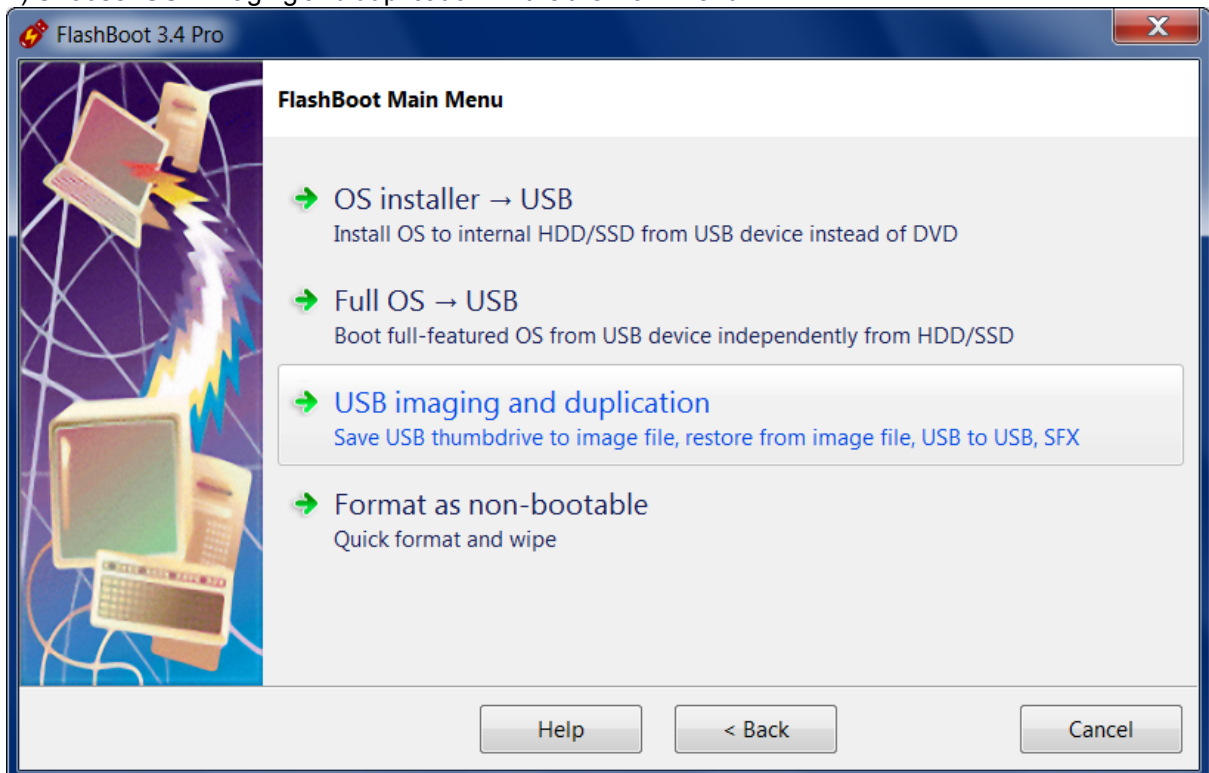 FlashBoot 3.4 Pro
FlashBoot Main Menu
OS installer → USB
Install OS to internal HDD/SSD from USB device instead of DVD
Full OS → USB
Boot full-featured OS from USB device independently from HDD/SSD
USB imaging and duplication
Save USB thumbdrive to image file, restore from image file, USB to USB, SFX
Format as non-bootable
Quick format and wipe
Help
< Back
Cancel